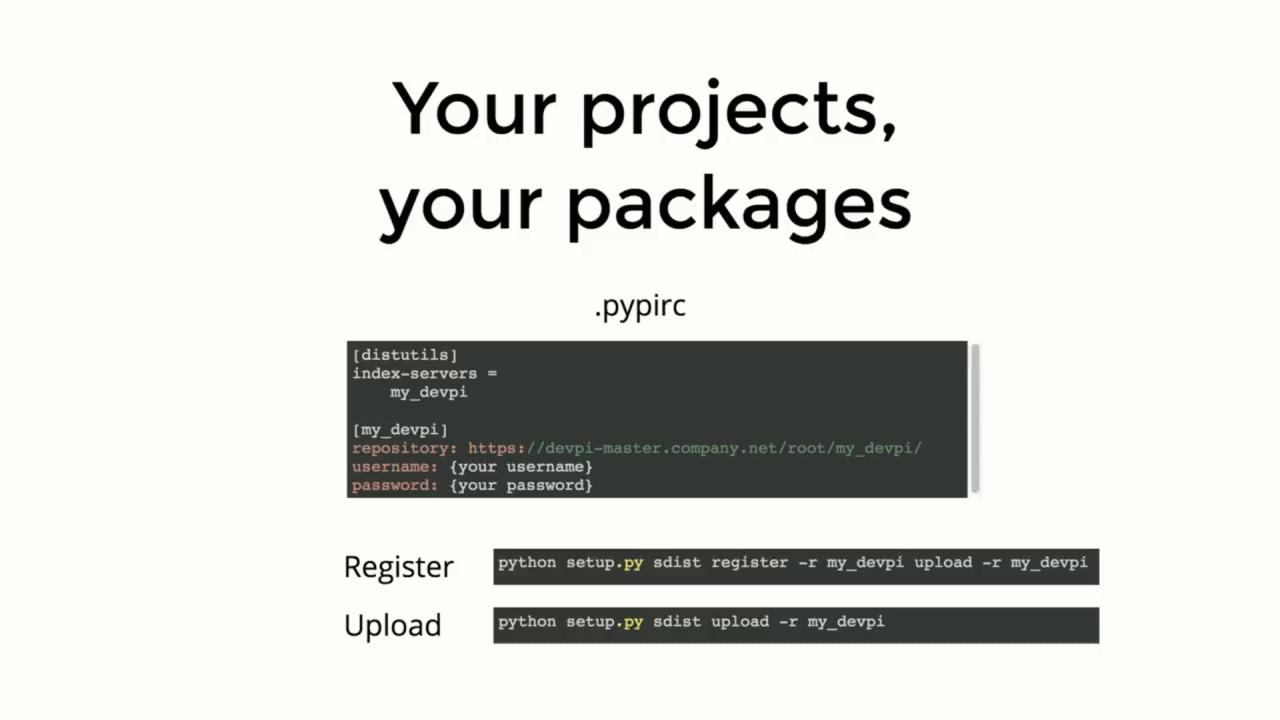 Your projects,
your packages
.pypirc
[distutils]
index-servers =
    my_devpi

[my_devpi]
repository: https://devpi-master.company.net/root/my_devpi/
username: {your username}
password: {your password}
Register
python setup.py sdist register -r my_devpi upload -r my_devpi
Upload
python setup.py sdist upload -r my_devpi